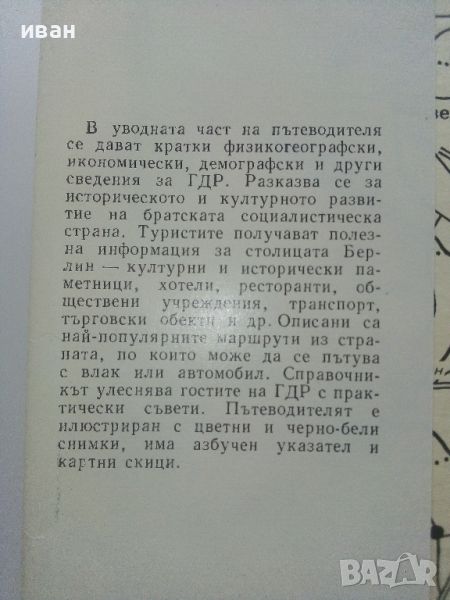 иван
В уводната част на пътеводителя
се дават кратки физикогеографски,
икономически, демографски и други
сведения за ГДР. Разказва се за
историческото и културното разви-
тие на братската социалистическа
страна. Туристите получават полез-
на информация за столицата Бер-
лин — културни и исторически па-
метници, хотели, ресторанти, об-
ществени учреждения, транспорт,
търговски обекти и др. Описани са
най-популярните маршрути из стра-
ната, по които може да се пътува
с влак или автомобил. Справочни-
кът улеснява гостите на ГДР с прак-
тически съвети. Пътеводителят е
илюстриран с цветни и черно-бели
снимки, има азбучен указател и
картни скици.
BAZAR